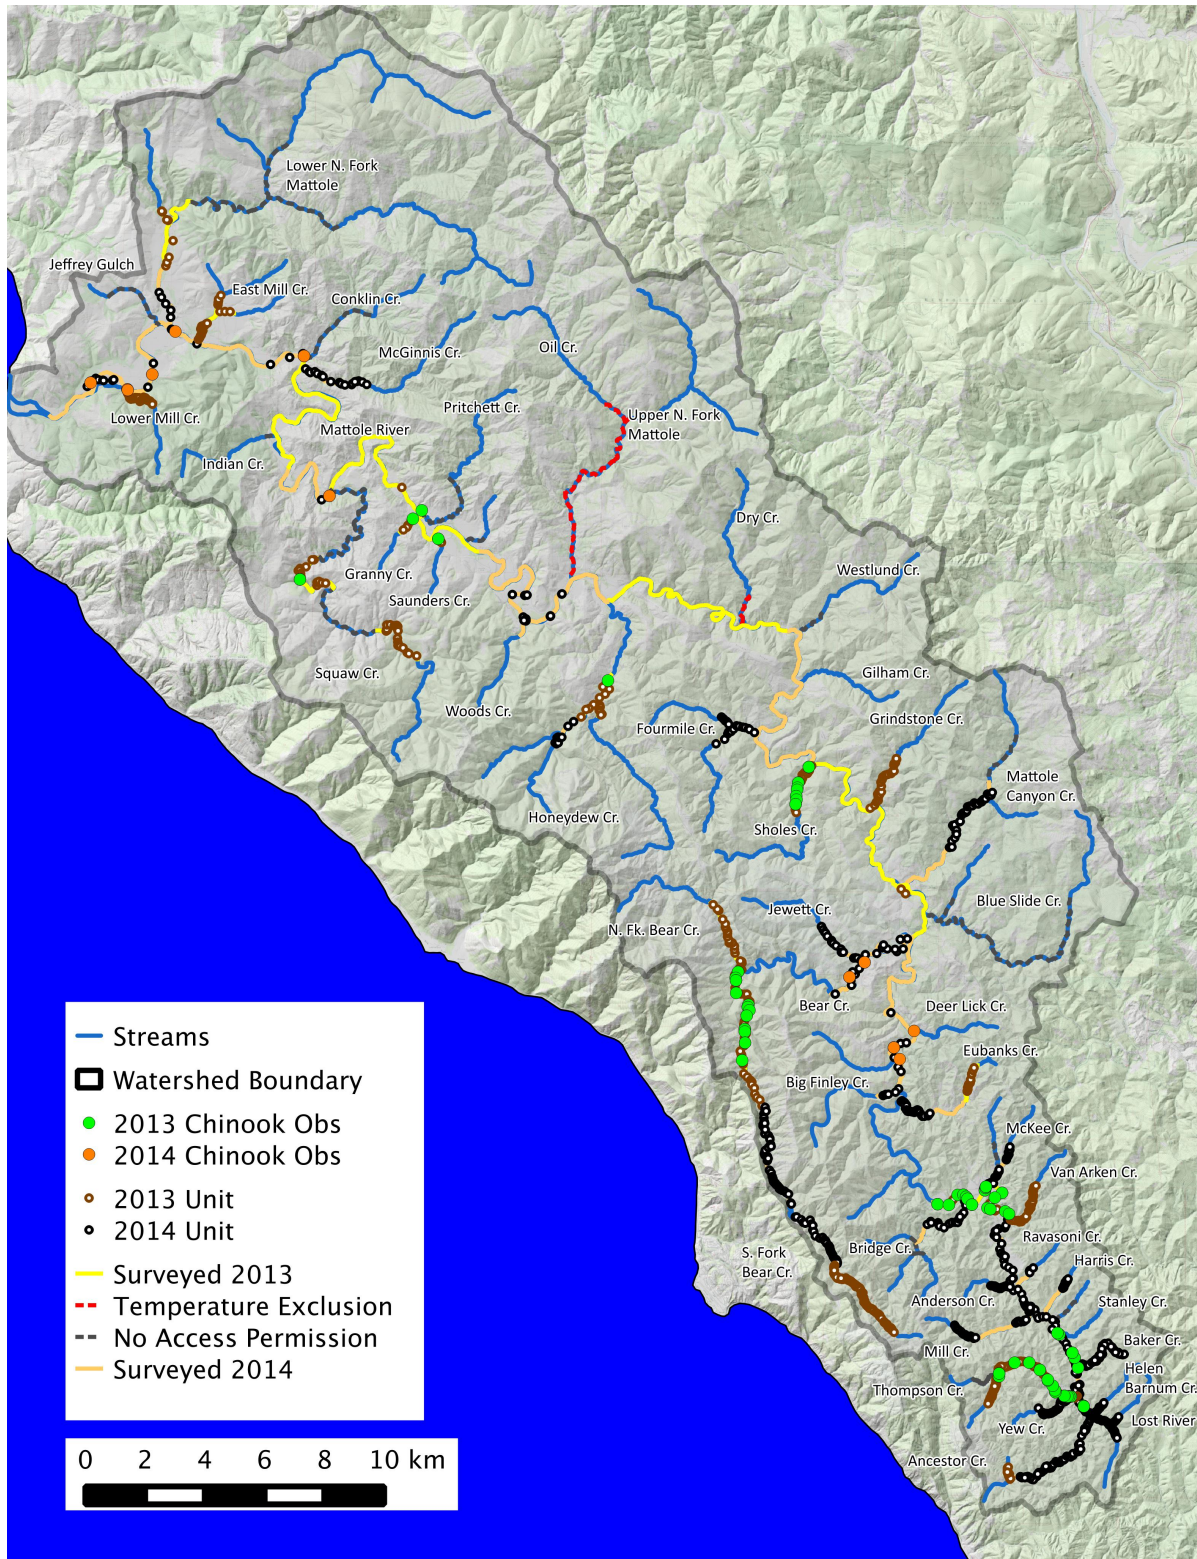 Lower N. Fork
Mattole
Jeffrey Gulch
East Mill Cr.
Conklin Cr.
McGinnis Cr.
Oil Cr.
Pritchett Cr.
Upper N. Fork
Mattole
Lower Mill Cr.
Mattole River
Indian Cr.
Dry Cr.
Granny Cr.
Westlund Cr.
Saunders Cr.
Squaw Cr.
Gilham Cr.
Woods Cr.
Fourmile Cr.
Grindstone Cr.
Mattole
Canyon Cr.
Honeydew Cr.
Sholes Cr.
Jewett Cr.
Blue Slide Cr.
N. Fk. Bear Cr.
Bear Cr.
Deer Lick Cr.
Eubanks Cr.
Big Finley Cr.
McKee Cr.
Van Arken Cr.
Ravasoni Cr.
Bridge Cr.
S. Fork
Bear Cr.
Harris Cr.
Anderson Cr.
Stanley Cr.
Mill Cr.
Baker Cr.
Helen
Barnum Cr.
Thompson Cr.
Lost River
Yew Cr.
Ancestor Cr.
Streams
Watershed Boundary
2013 Chinook Obs
2014 Chinook Obs
2013 Unit
2014 Unit
Surveyed 2013
Temperature Exclusion
No Access Permission
Surveyed 2014
0 2 4 6 8 10 km